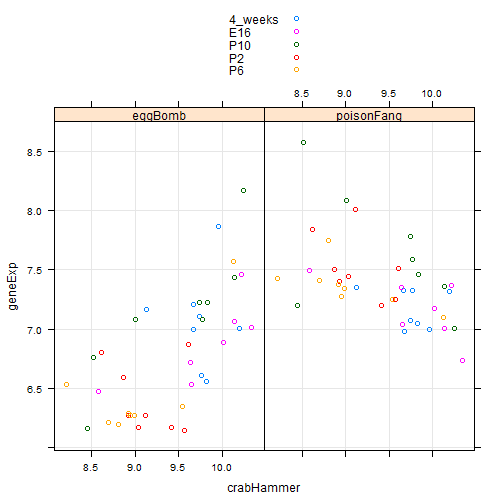 4_weeks
E16
P10
P2
P6
8.5 9.0 9.5 10.0
eggBomb poisonFang
8.5
8.0
7.5
7.0
6.5
geneExp
8.5 9.0 9.5 10.0
crabHammer